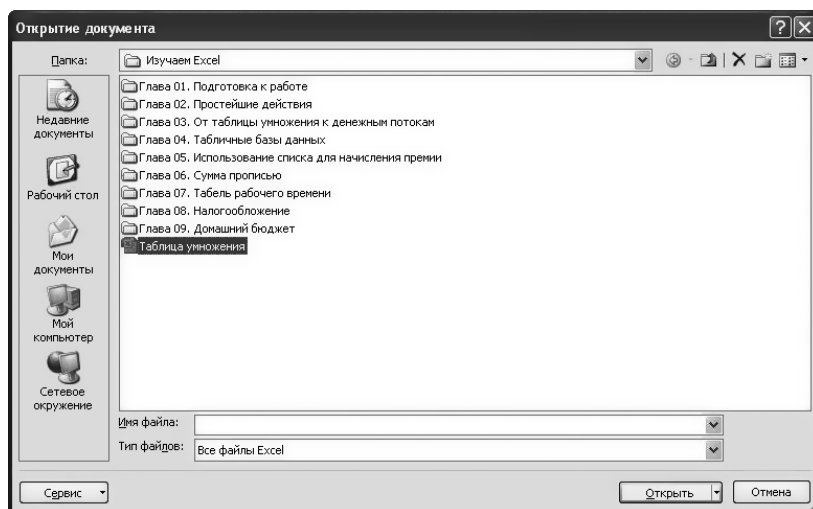 Открытие документа
Папка:
Изучаем Excel
Глава 01. Подготовка к работе
Глава 02. Простейшие действия
Глава 03. От таблицы умножения к денежным потокам
Глава 04. Табличные базы данных
Глава 05. Использование списка для начисления премии
Глава 06. Сумма прописью
Глава 07. Табель рабочего времени
Глава 08. Налогообложение
Глава 09. Домашний бюджет
Таблица умножения
Недавние
документы
Рабочий стол
Мои
документы
Мой
компьютер
Сетевое
окружение
Имя файла:
Тип файлов:
Все файлы Excel
Сервис
Открыть
Отмена